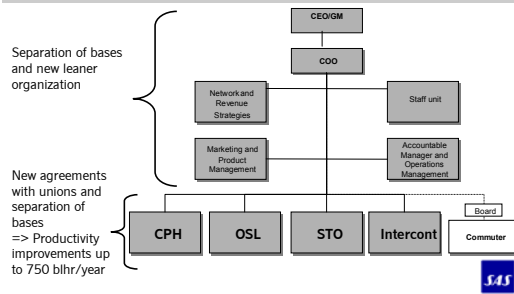 CEO/GM
Separation of bases
and new leaner
organization
COO
Network and
Revenue
Strategies
Staff unit
Marketing and
Product
Management
Accountable
Manager and
Operations
Management
New agreements
with unions and
separation of
bases
=> Productivity
improvements up
to 750 blhr/year
Board
CPH
OSL
STO
Intercont
Commuter
SAS